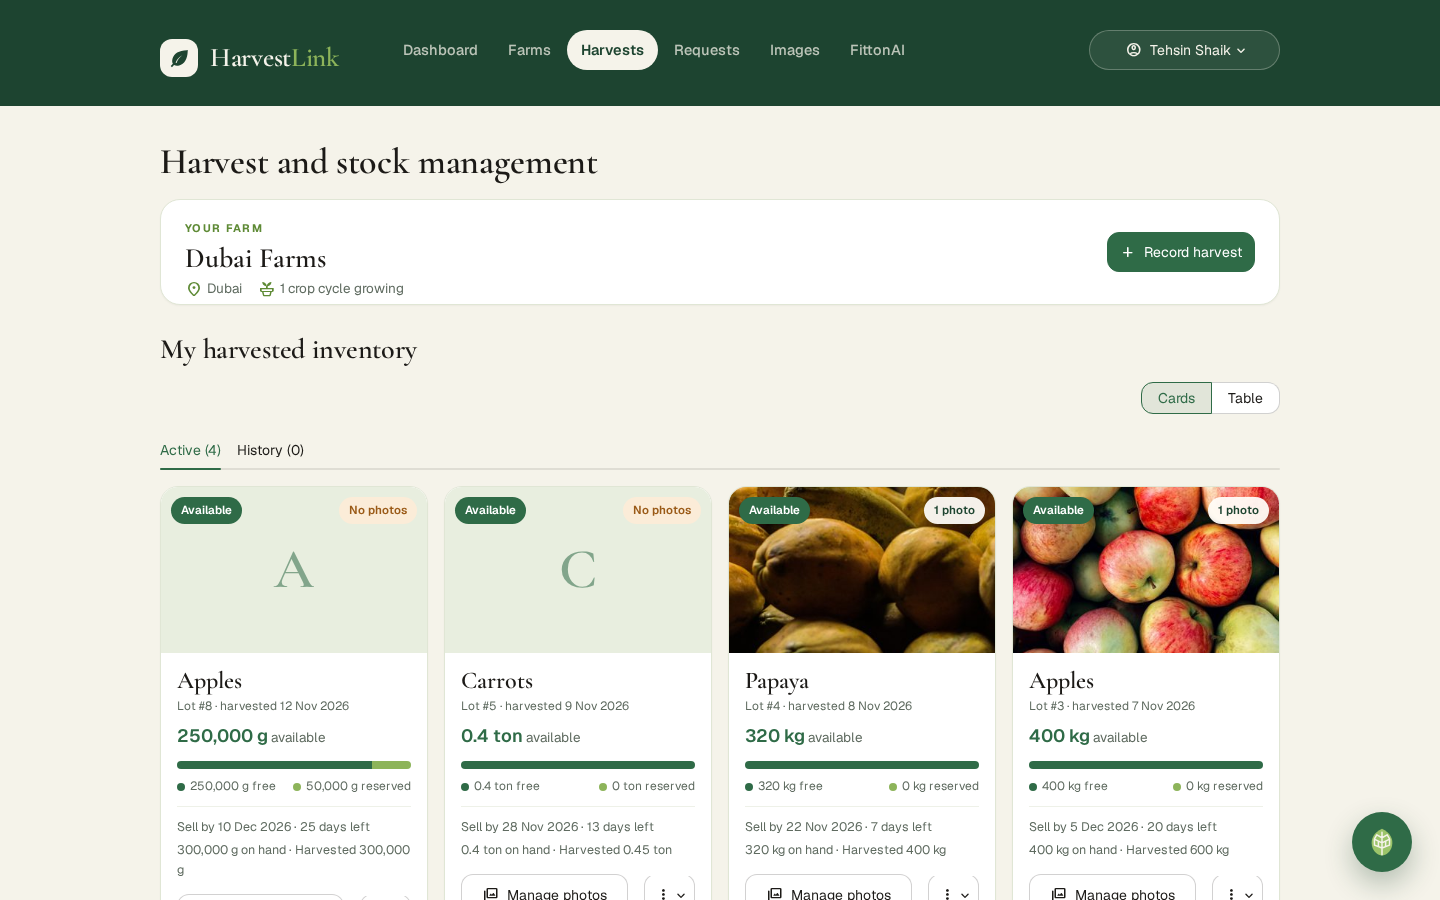 HarvestLink
Dashboard
Farms
Harvests
Requests
Images
FittonAI
Tehsin Shaik
Harvest and stock management
YOUR FARM
Dubai Farms
Dubai
1 crop cycle growing
+ Record harvest
My harvested inventory
Cards
Table
Active (4)
History (0)
Available
No photos
A
Apples
Lot #8 · harvested 12 Nov 2026
250,000 g available
250,000 g free
50,000 g reserved
Sell by 10 Dec 2026 · 25 days left
300,000 g on hand · Harvested 300,000
g
Available
No photos
C
Carrots
Lot #5 · harvested 9 Nov 2026
0.4 ton available
0.4 ton free
0 ton reserved
Sell by 28 Nov 2026 · 13 days left
0.4 ton on hand · Harvested 0.45 ton
Manage photos
Available
1 photo
Papaya
Lot #4 · harvested 8 Nov 2026
320 kg available
320 kg free
0 kg reserved
Sell by 22 Nov 2026 · 7 days left
320 kg on hand · Harvested 400 kg
Manage photos
Available
1 photo
Apples
Lot #3 · harvested 7 Nov 2026
400 kg available
400 kg free
0 kg reserved
Sell by 5 Dec 2026 · 20 days left
400 kg on hand · Harvested 600 kg
Manage photos